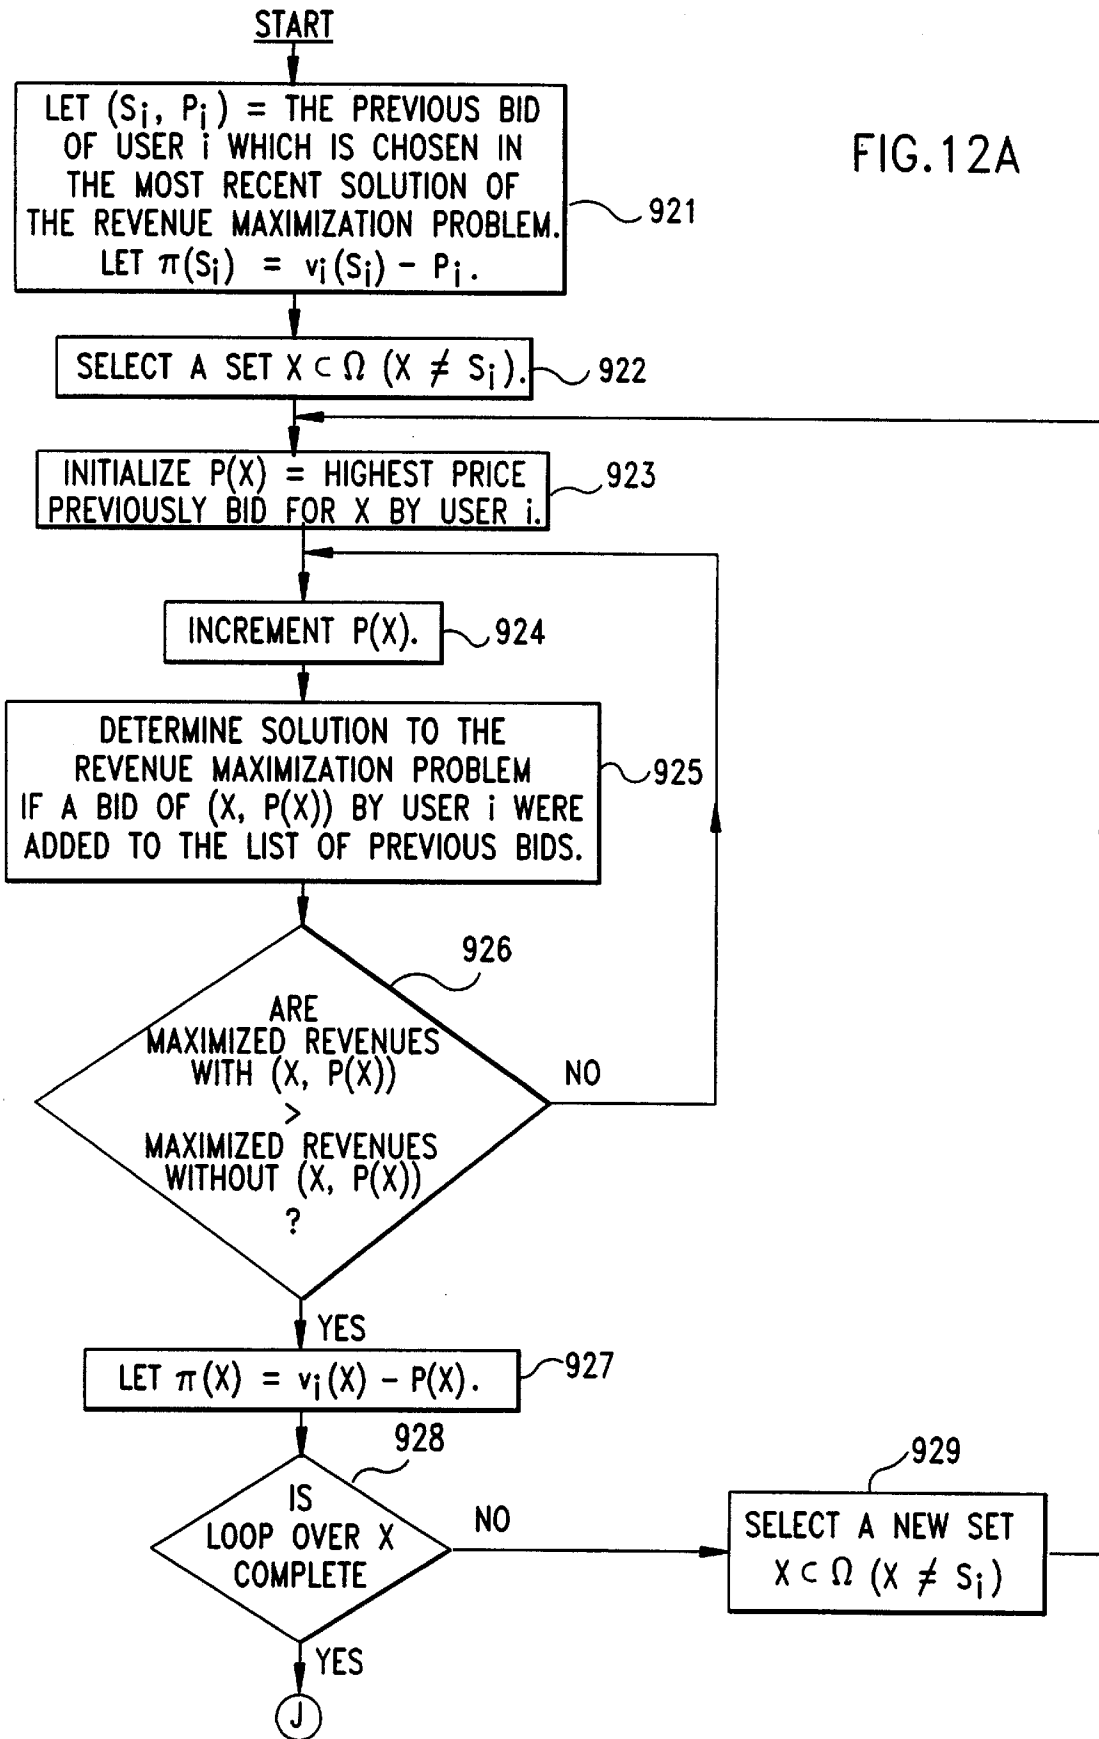 START
LET (Si, Pi) = THE PREVIOUS BID
OF USER i WHICH IS CHOSEN IN
THE MOST RECENT SOLUTION OF
THE REVENUE MAXIMIZATION PROBLEM.
LET π(Si) = vi(Si) - Pi.
921
FIG.12A
SELECT A SET X ⊂ Ω (X ≠ Si).
922
INITIALIZE P(X) = HIGHEST PRICE
PREVIOUSLY BID FOR X BY USER i.
923
INCREMENT P(X).
924
DETERMINE SOLUTION TO THE
REVENUE MAXIMIZATION PROBLEM
IF A BID OF (X, P(X)) BY USER i WERE
ADDED TO THE LIST OF PREVIOUS BIDS.
925
926
ARE
MAXIMIZED REVENUES
WITH (X, P(X))
>
MAXIMIZED REVENUES
WITHOUT (X, P(X))
?
NO
YES
LET π(X) = vi(X) - P(X).
927
928
IS
LOOP OVER X
COMPLETE
NO
929
SELECT A NEW SET
X ⊂ Ω (X ≠ Si)
YES
J